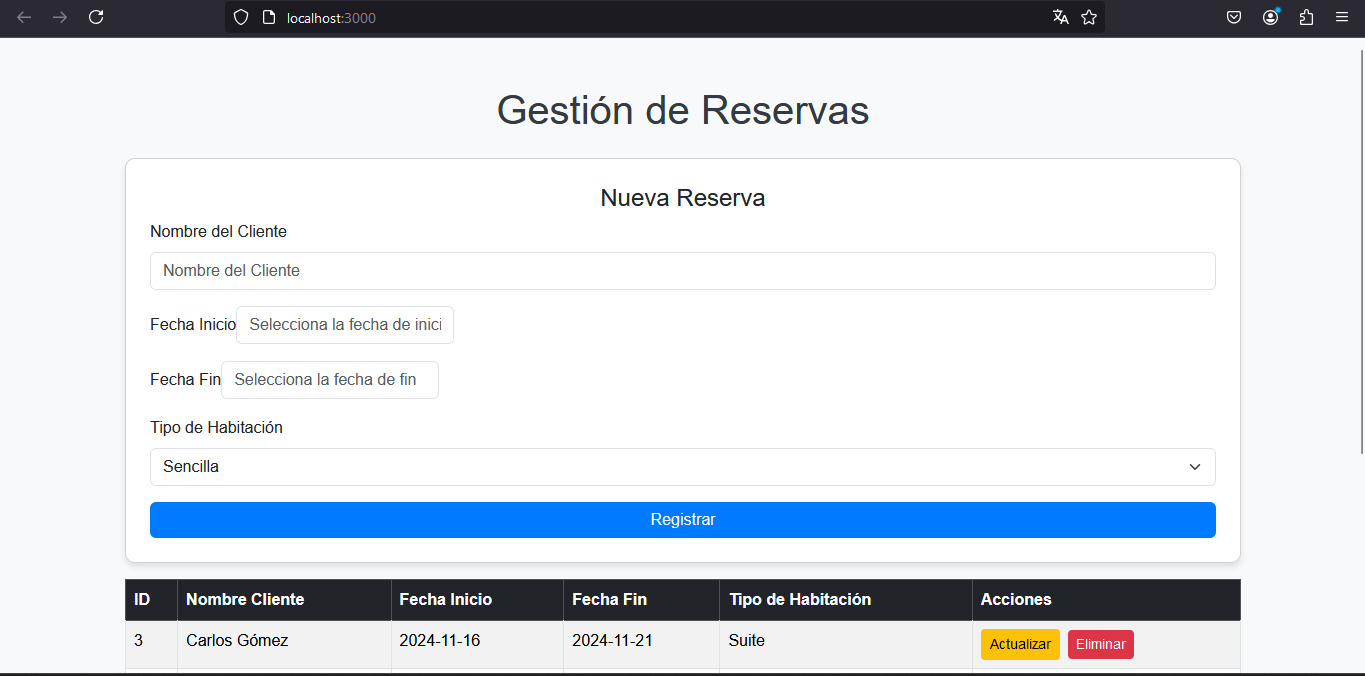 localhost:3000
Gestión de Reservas
Nueva Reserva
Nombre del Cliente
Nombre del Cliente
Fecha Inicio Selecciona la fecha de inici
Fecha Fin Selecciona la fecha de fin
Tipo de Habitación
Sencilla
Registrar
ID Nombre Cliente Fecha Inicio Fecha Fin Tipo de Habitación Acciones
3 Carlos Gómez 2024-11-16 2024-11-21 Suite Actualizar Eliminar